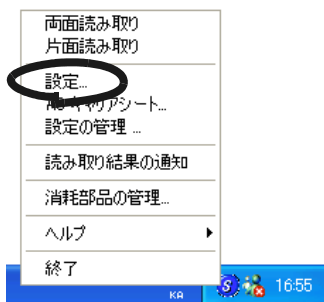 両面読み取り
片面読み取り
設定...
キャリアシート...
設定の管理 ...
読み取り結果の通知
消耗部品の管理...
ヘルプ
終了
KA
S
16:55